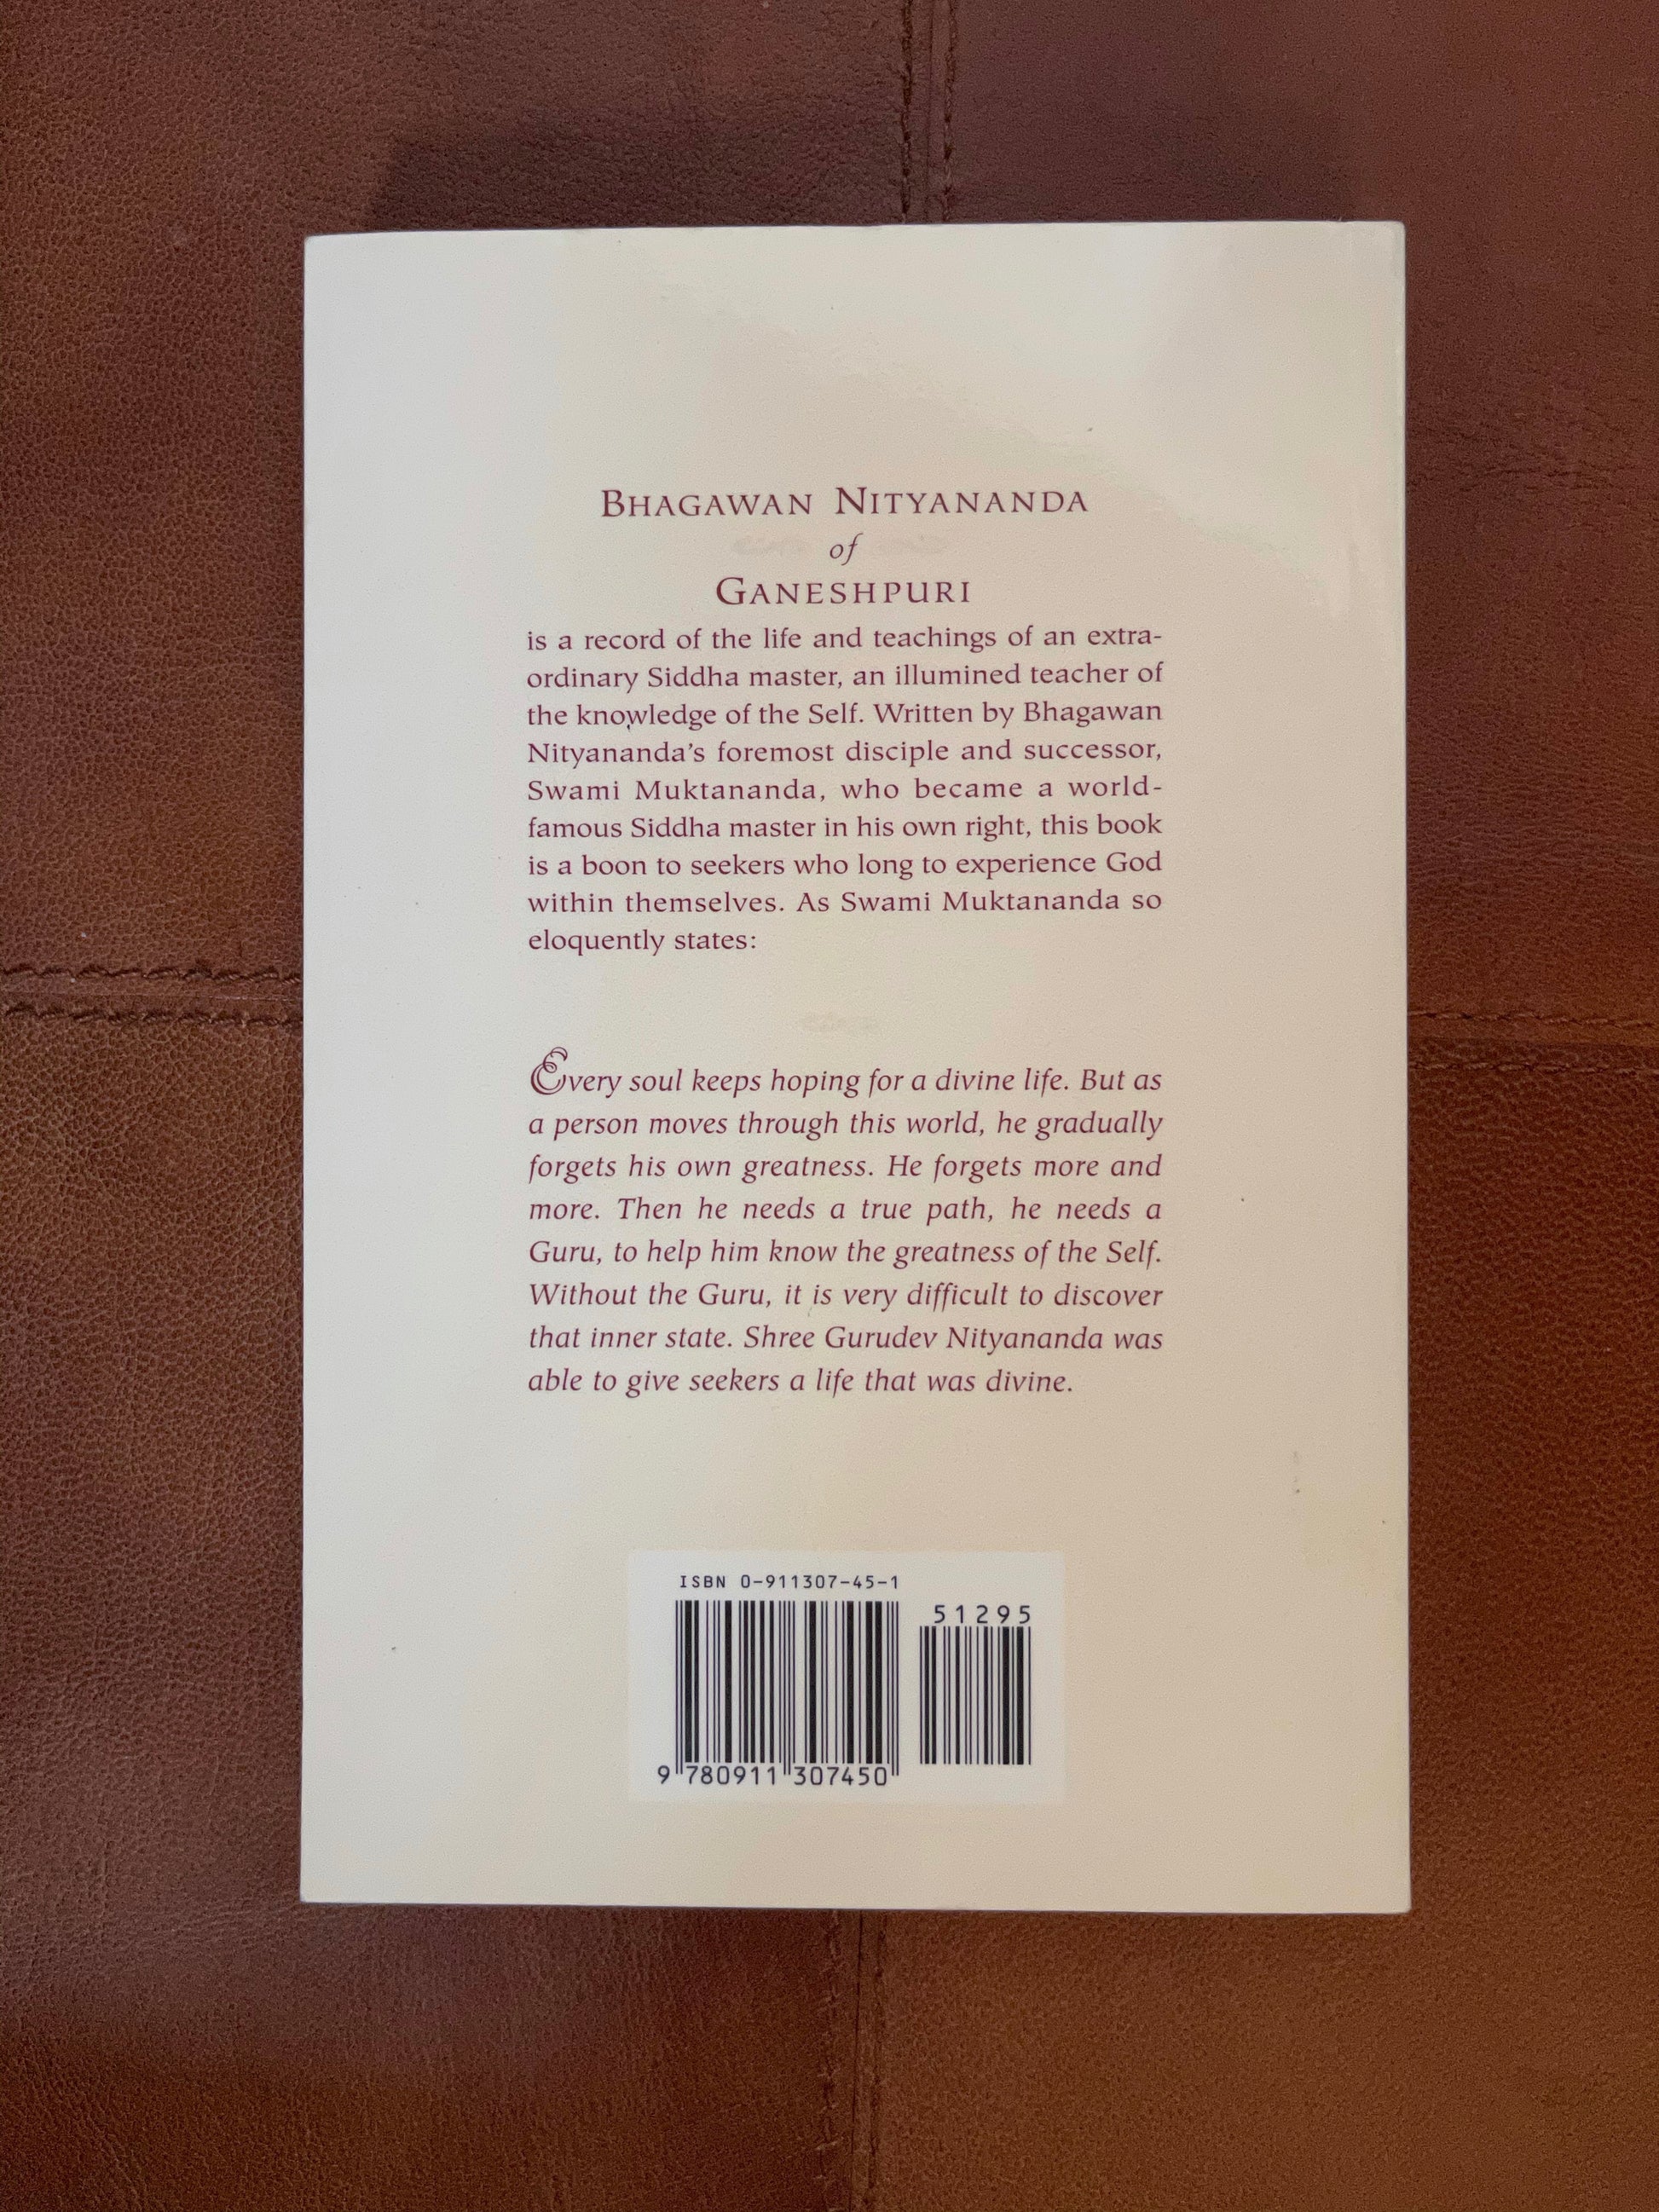 BHAGAWAN NITYANANDA
of
GANESHPURI
is a record of the life and teachings of an extra-
ordinary Siddha master, an illumined teacher of
the knowledge of the Self. Written by Bhagawan
Nityananda’s foremost disciple and successor,
Swami Muktananda, who became a world-
famous Siddha master in his own right, this book
is a boon to seekers who long to experience God
within themselves. As Swami Muktananda so
eloquently states:
Every soul keeps hoping for a divine life. But as
a person moves through this world, he gradually
forgets his own greatness. He forgets more and
more. Then he needs a true path, he needs a
Guru, to help him know the greatness of the Self.
Without the Guru, it is very difficult to discover
that inner state. Shree Gurudev Nityananda was
able to give seekers a life that was divine.
ISBN 0-911307-45-1
51295
9 780911 307450